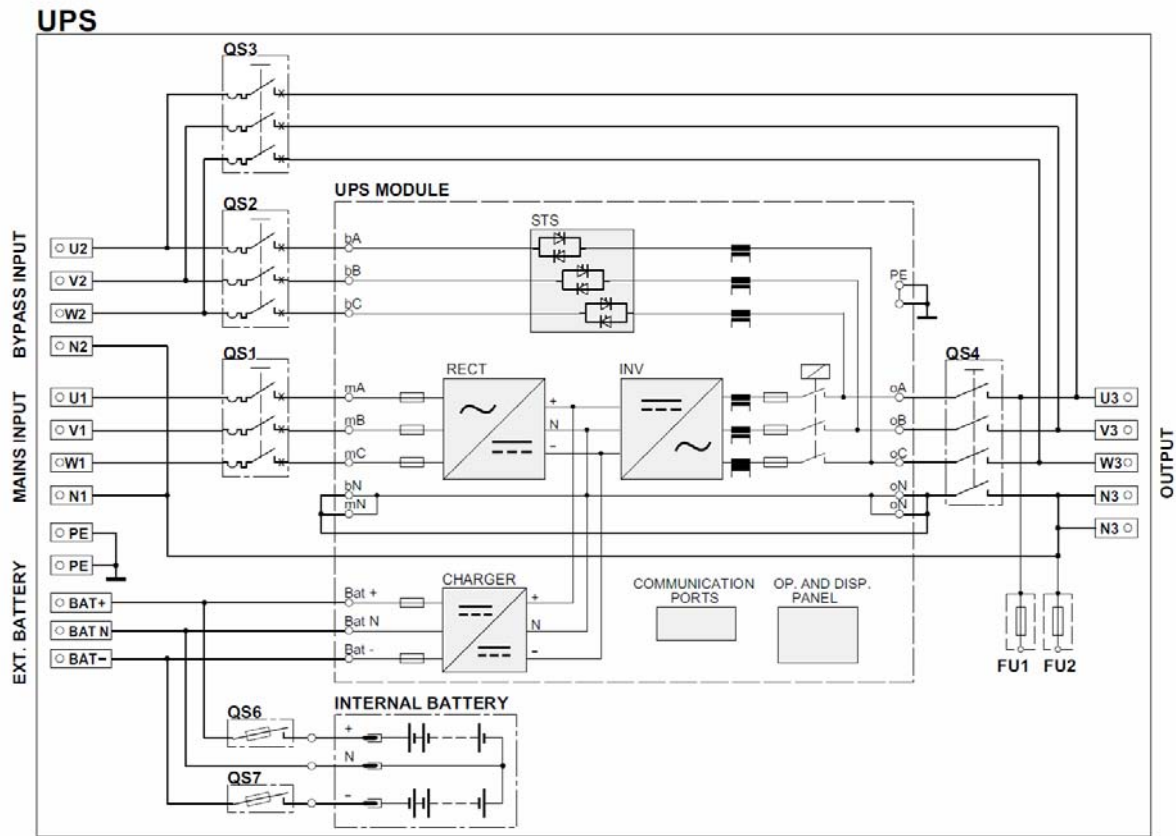 UPS
QS3
UPS MODULE
QS2
STS
BYPASS INPUT
U2
V2
W2
N2
bA
bB
bC
PE
QS1
RECT
INV
QS4
MAINS INPUT
U1
V1
W1
N1
mA
mB
mC
bN
mN
+
N
−
oA
oB
oC
oN
oN
U3
V3
W3
N3
N3
OUTPUT
PE
PE
EXT. BATTERY
BAT+
BAT N
BAT−
Bat +
Bat N
Bat -
CHARGER
+
N
−
COMMUNICATION
PORTS
OP. AND DISP.
PANEL
FU1
FU2
QS6
QS7
INTERNAL BATTERY
+
N
-